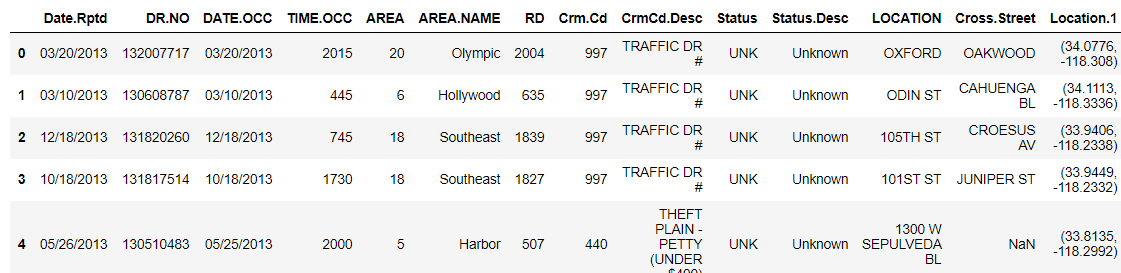 Date.Rptd DR.NO DATE.OCC TIME.OCC AREA AREA.NAME RD Crm.Cd CrmCd.Desc Status Status.Desc LOCATION Cross.Street Location.1
0 03/20/2013 132007717 03/20/2013 2015 20 Olympic 2004 997 TRAFFIC DR # UNK Unknown OXFORD OAKWOOD (34.0776, -118.308)
1 03/10/2013 130608787 03/10/2013 445 6 Hollywood 635 997 TRAFFIC DR # UNK Unknown ODIN ST CAHUENGA BL (34.1113, -118.3336)
2 12/18/2013 131820260 12/18/2013 745 18 Southeast 1839 997 TRAFFIC DR # UNK Unknown 105TH ST CROESUS AV (33.9406, -118.2338)
3 10/18/2013 131817514 10/18/2013 1730 18 Southeast 1827 997 TRAFFIC DR # UNK Unknown 101ST ST JUNIPER ST (33.9449, -118.2332)
4 05/26/2013 130510483 05/25/2013 2000 5 Harbor 507 440 THEFT PLAIN - PETTY (UNDER UNK Unknown 1300 W SEPULVEDA BL NaN (33.8135, -118.2992)